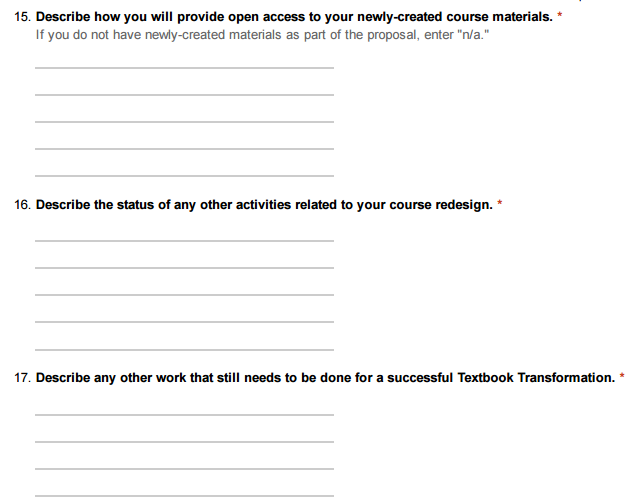 15. Describe how you will provide open access to your newly-created course materials. *
If you do not have newly-created materials as part of the proposal, enter "n/a."
16. Describe the status of any other activities related to your course redesign. *
17. Describe any other work that still needs to be done for a successful Textbook Transformation. *